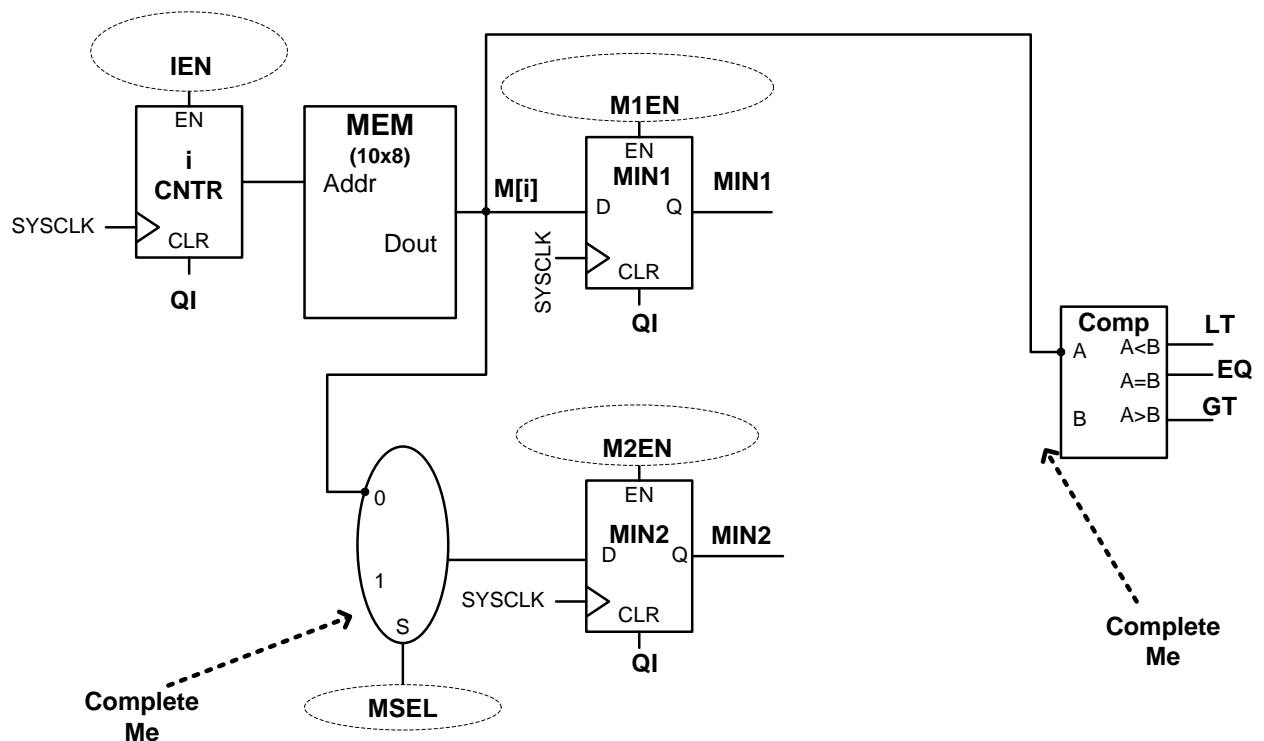 IEN
EN
i
CNTR
SYSCLK
CLR
QI
MEM
(10x8)
Addr
Dout
M[i]
M1EN
EN
MIN1
D
Q
SYSCLK
CLR
QI
MIN1
Comp
A
B
A<B
A=B
A>B
LT
EQ
GT
Complete
Me
0
1
S
MSEL
Complete
Me
M2EN
EN
MIN2
D
Q
SYSCLK
CLR
QI
MIN2